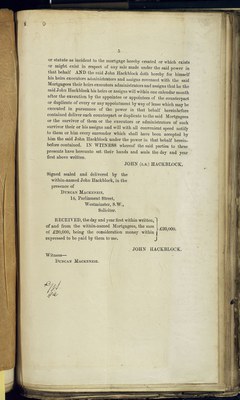 3
or statute as incident to the mortgage hereby created or which exists
or might exist in respect of any sale made under the said power in
that behalf AND the said John Hackblock doth hereby for himself
his heirs executors administrators and assigns covenant with the said
Mortgagees their heirs executors administrators and assigns that he the
said John Hackblock his heirs or assigns will within one calendar month
after the execution by the appointor or appointors of the counterpart
or duplicate of every or any appointment by way of lease which may be
executed in pursuance of the power in that behalf hereinbefore
contained deliver such counterpart or duplicate to the said Mortgagees
or the survivor of them or the executors or administrators of such
survivor their or his assigns and will with all convenient speed notify
to them or him every surrender which shall have been accepted by
him the said John Hackblock under the power in that behalf herein-
before contained. IN WITNESS whereof the said parties to these
presents have hereunto set their hands and seals the day and year
first above written.
JOHN (L.S.) HACKBLOCK.
Signed sealed and delivered by the
within-named John Hackblock, in the
presence of
DUNCAN MACKENZIE,
14, Parliament Street,
Westminster, S.W.,
Solicitor.
RECEIVED, the day and year first within written,
of and from the within-named Mortgagees, the sum
of £20,000, being the consideration money within
expressed to be paid by them to me.
£20,000.
JOHN HACKBLOCK.
Witness—
DUNCAN MACKENZIE.